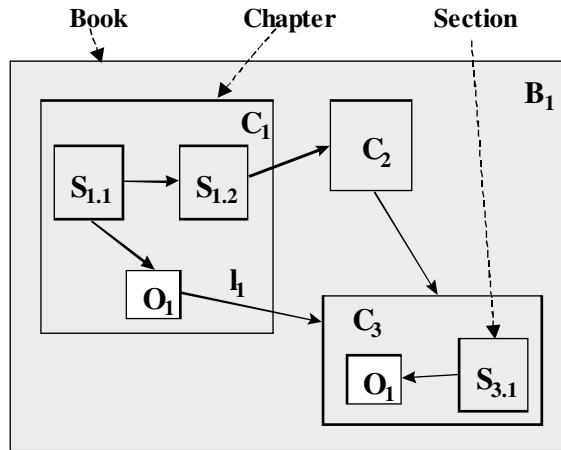 Book Chapter Section
B1
C1
C2
S1.1 S1.2
O1 l1
C3
O1 S3.1